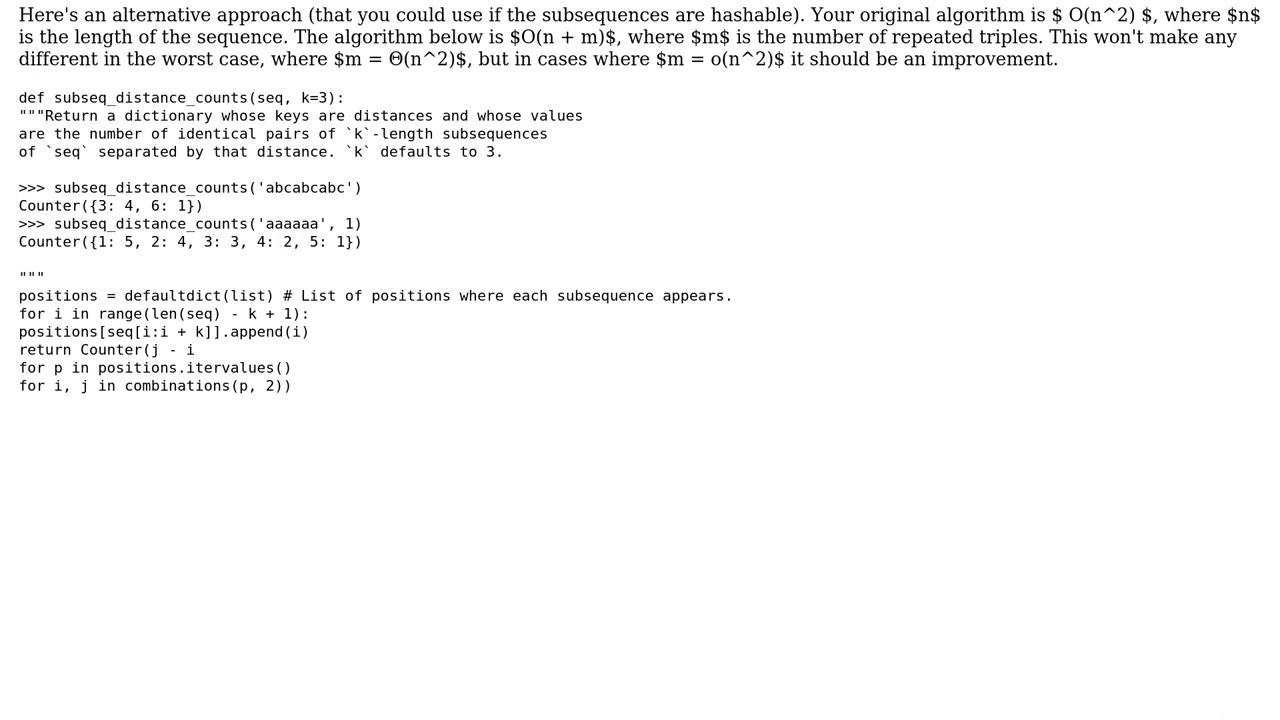 Here's an alternative approach (that you could use if the subsequences are hashable). Your original algorithm is $ O(n^2) $, where $n$
is the length of the sequence. The algorithm below is $O(n + m)$, where $m$ is the number of repeated triples. This won't make any
different in the worst case, where $m = Θ(n^2)$, but in cases where $m = o(n^2)$ it should be an improvement.

def subseq_distance_counts(seq, k=3):
"""Return a dictionary whose keys are distances and whose values
are the number of identical pairs of `k`-length subsequences
of `seq` separated by that distance. `k` defaults to 3.

>>> subseq_distance_counts('abcabcabc')
Counter({3: 4, 6: 1})
>>> subseq_distance_counts('aaaaaa', 1)
Counter({1: 5, 2: 4, 3: 3, 4: 2, 5: 1})

"""
positions = defaultdict(list) # List of positions where each subsequence appears.
for i in range(len(seq) - k + 1):
positions[seq[i:i + k]].append(i)
return Counter(j - i
for p in positions.itervalues()
for i, j in combinations(p, 2))